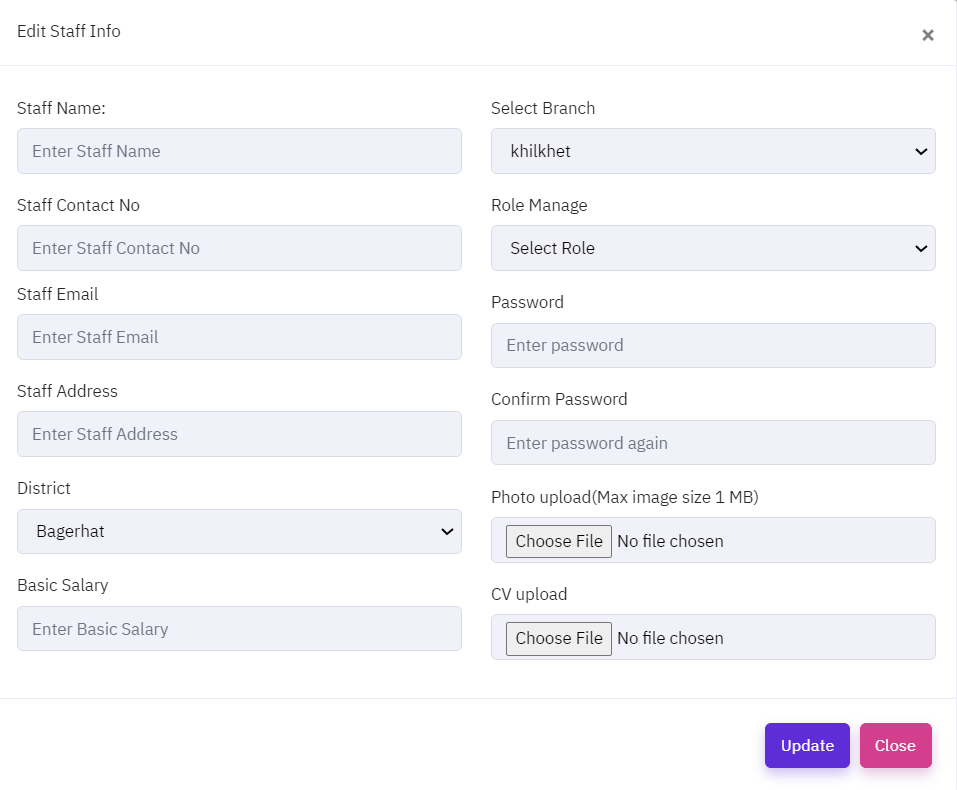 Edit Staff Info
×
Staff Name:
Enter Staff Name
Staff Contact No
Enter Staff Contact No
Staff Email
Enter Staff Email
Staff Address
Enter Staff Address
District
Bagerhat
Basic Salary
Enter Basic Salary
Select Branch
khilkhet
Role Manage
Select Role
Password
Enter password
Confirm Password
Enter password again
Photo upload(Max image size 1 MB)
Choose File No file chosen
CV upload
Choose File No file chosen
Update Close